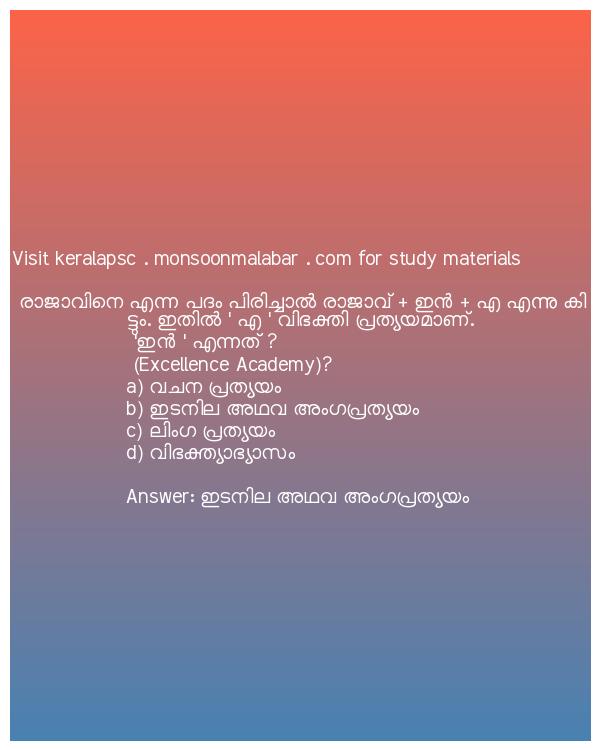 Visit keralapsc . monsoonmalabar . com for study materials
രാജാവിനെ എന്ന പദം പിരിച്ചാൽ രാജാവ് + ഇൻ + എ എന്നു കി
ട്ടും. ഇതിൽ ' എ ' വിഭക്തി പ്രത്യയമാണ്.
'ഇൻ ' എന്നത് ?
(Excellence Academy)?
a) വചന പ്രത്യയം
b) ഇടനില അഥവ അംഗപ്രത്യയം
c) ലിംഗ പ്രത്യയം
d) വിഭക്ത്യാഭ്യാസം
Answer: ഇടനില അഥവ അംഗപ്രത്യയം